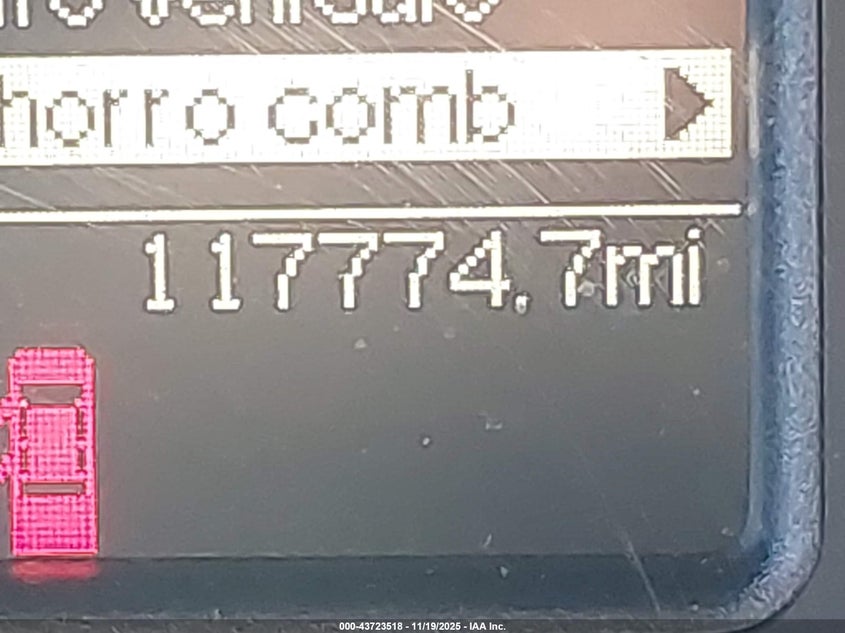 horro comb
117774.7mi
000-43723518 - 11/19/2025 - IAA Inc.